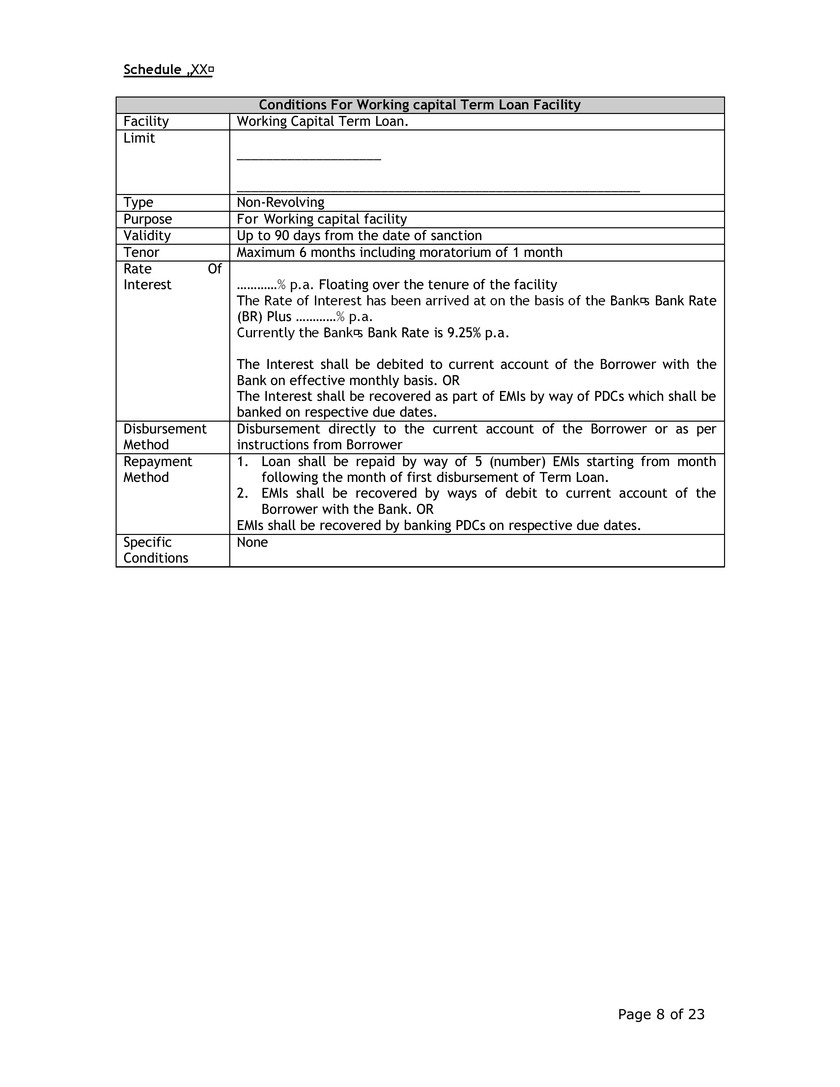 Schedule „XX¤
Conditions For Working capital Term Loan Facility
Facility Working Capital Term Loan.
Limit
____________________
________________________________________________________
Type Non-Revolving
Purpose For Working capital facility
Validity Up to 90 days from the date of sanction
Tenor Maximum 6 months including moratorium of 1 month
Rate Of
Interest …………% p.a. Floating over the tenure of the facility
The Rate of Interest has been arrived at on the basis of the Bank¤s Bank Rate
(BR) Plus …………% p.a.
Currently the Bank¤s Bank Rate is 9.25% p.a.
The Interest shall be debited to current account of the Borrower with the
Bank on effective monthly basis. OR
The Interest shall be recovered as part of EMIs by way of PDCs which shall be
banked on respective due dates.
Disbursement Disbursement directly to the current account of the Borrower or as per
Method instructions from Borrower
Repayment 1. Loan shall be repaid by way of 5 (number) EMIs starting from month
Method following the month of first disbursement of Term Loan.
2. EMIs shall be recovered by ways of debit to current account of the
Borrower with the Bank. OR
EMIs shall be recovered by banking PDCs on respective due dates.
Specific None
Conditions
Page 8 of 23